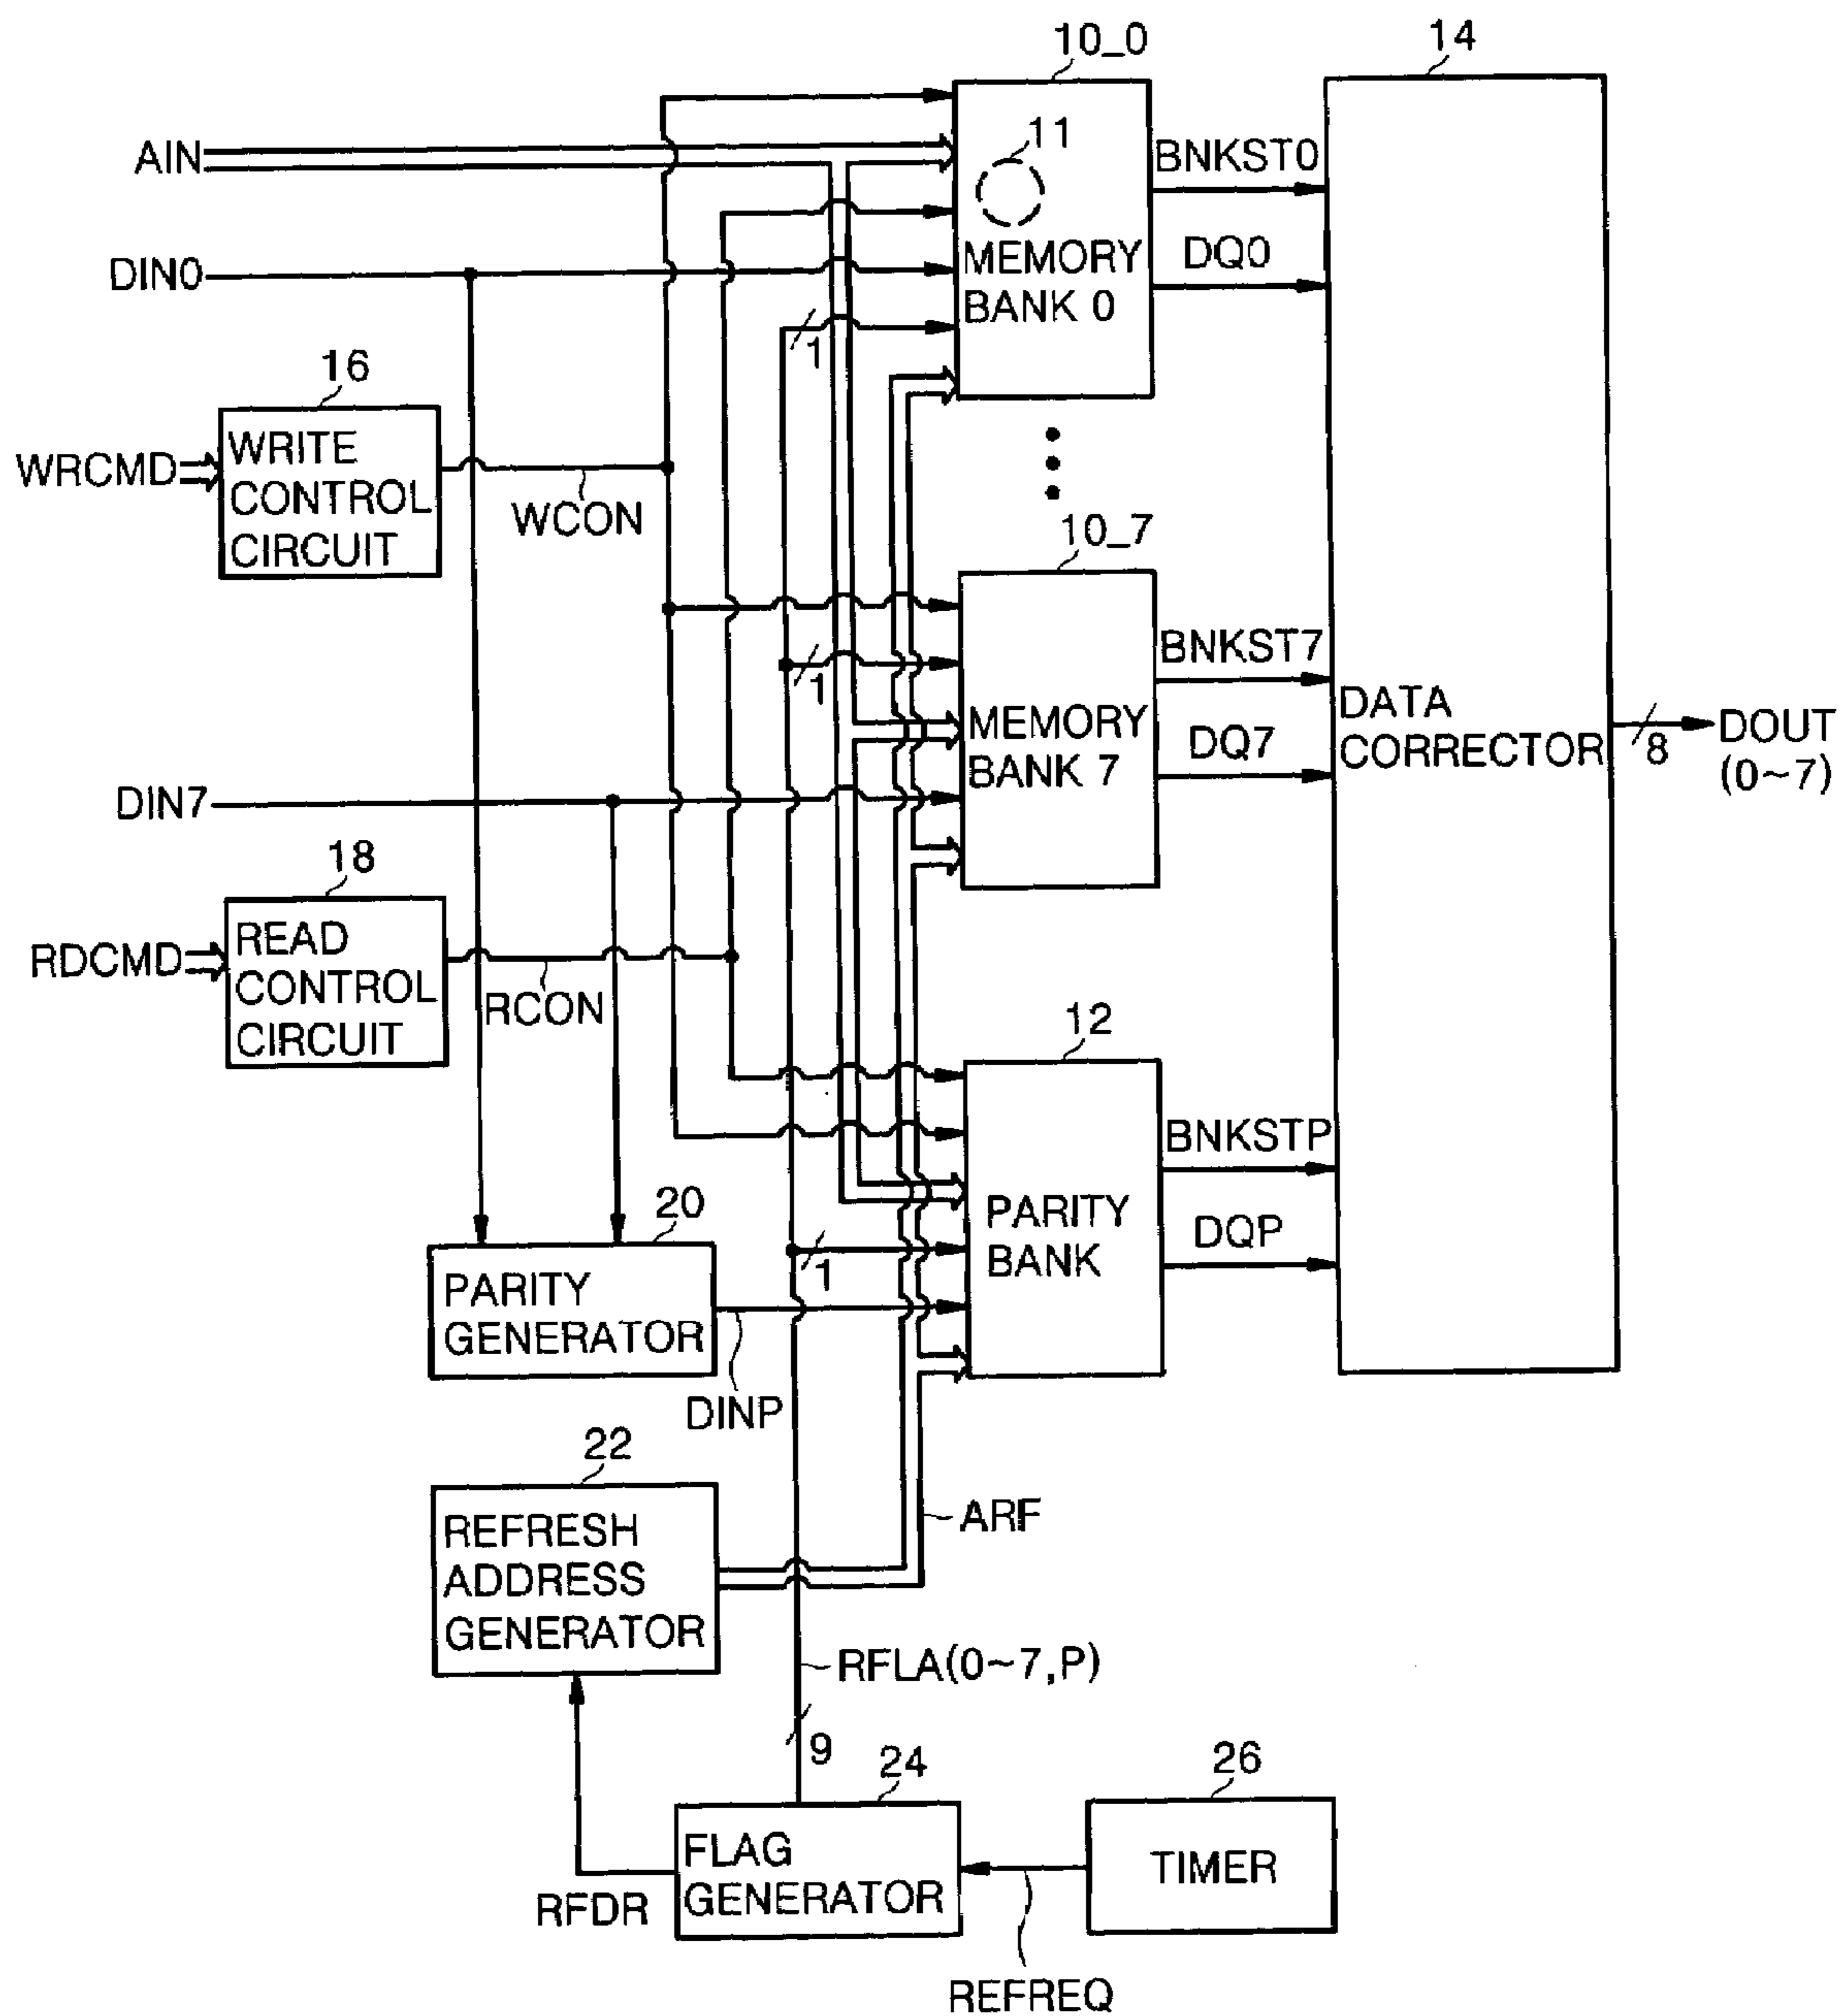 10_0
14
AIN
11
BNKST0
DIN0
MEMORY
BANK 0
DQ0
1
16
WRCMD
WRITE
CONTROL
CIRCUIT
WCON
10_7
1
BNKST7
MEMORY
BANK 7
DQ7
DATA
CORRECTOR
8
DOUT
(0~7)
DIN7
18
RDCMD
READ
CONTROL
CIRCUIT
RCON
12
BNKSTP
20
PARITY
BANK
DQP
1
PARITY
GENERATOR
DINP
22
REFRESH
ADDRESS
GENERATOR
ARF
RFLA(0~7,P)
9
24
26
FLAG
GENERATOR
TIMER
RFDR
REFREQ